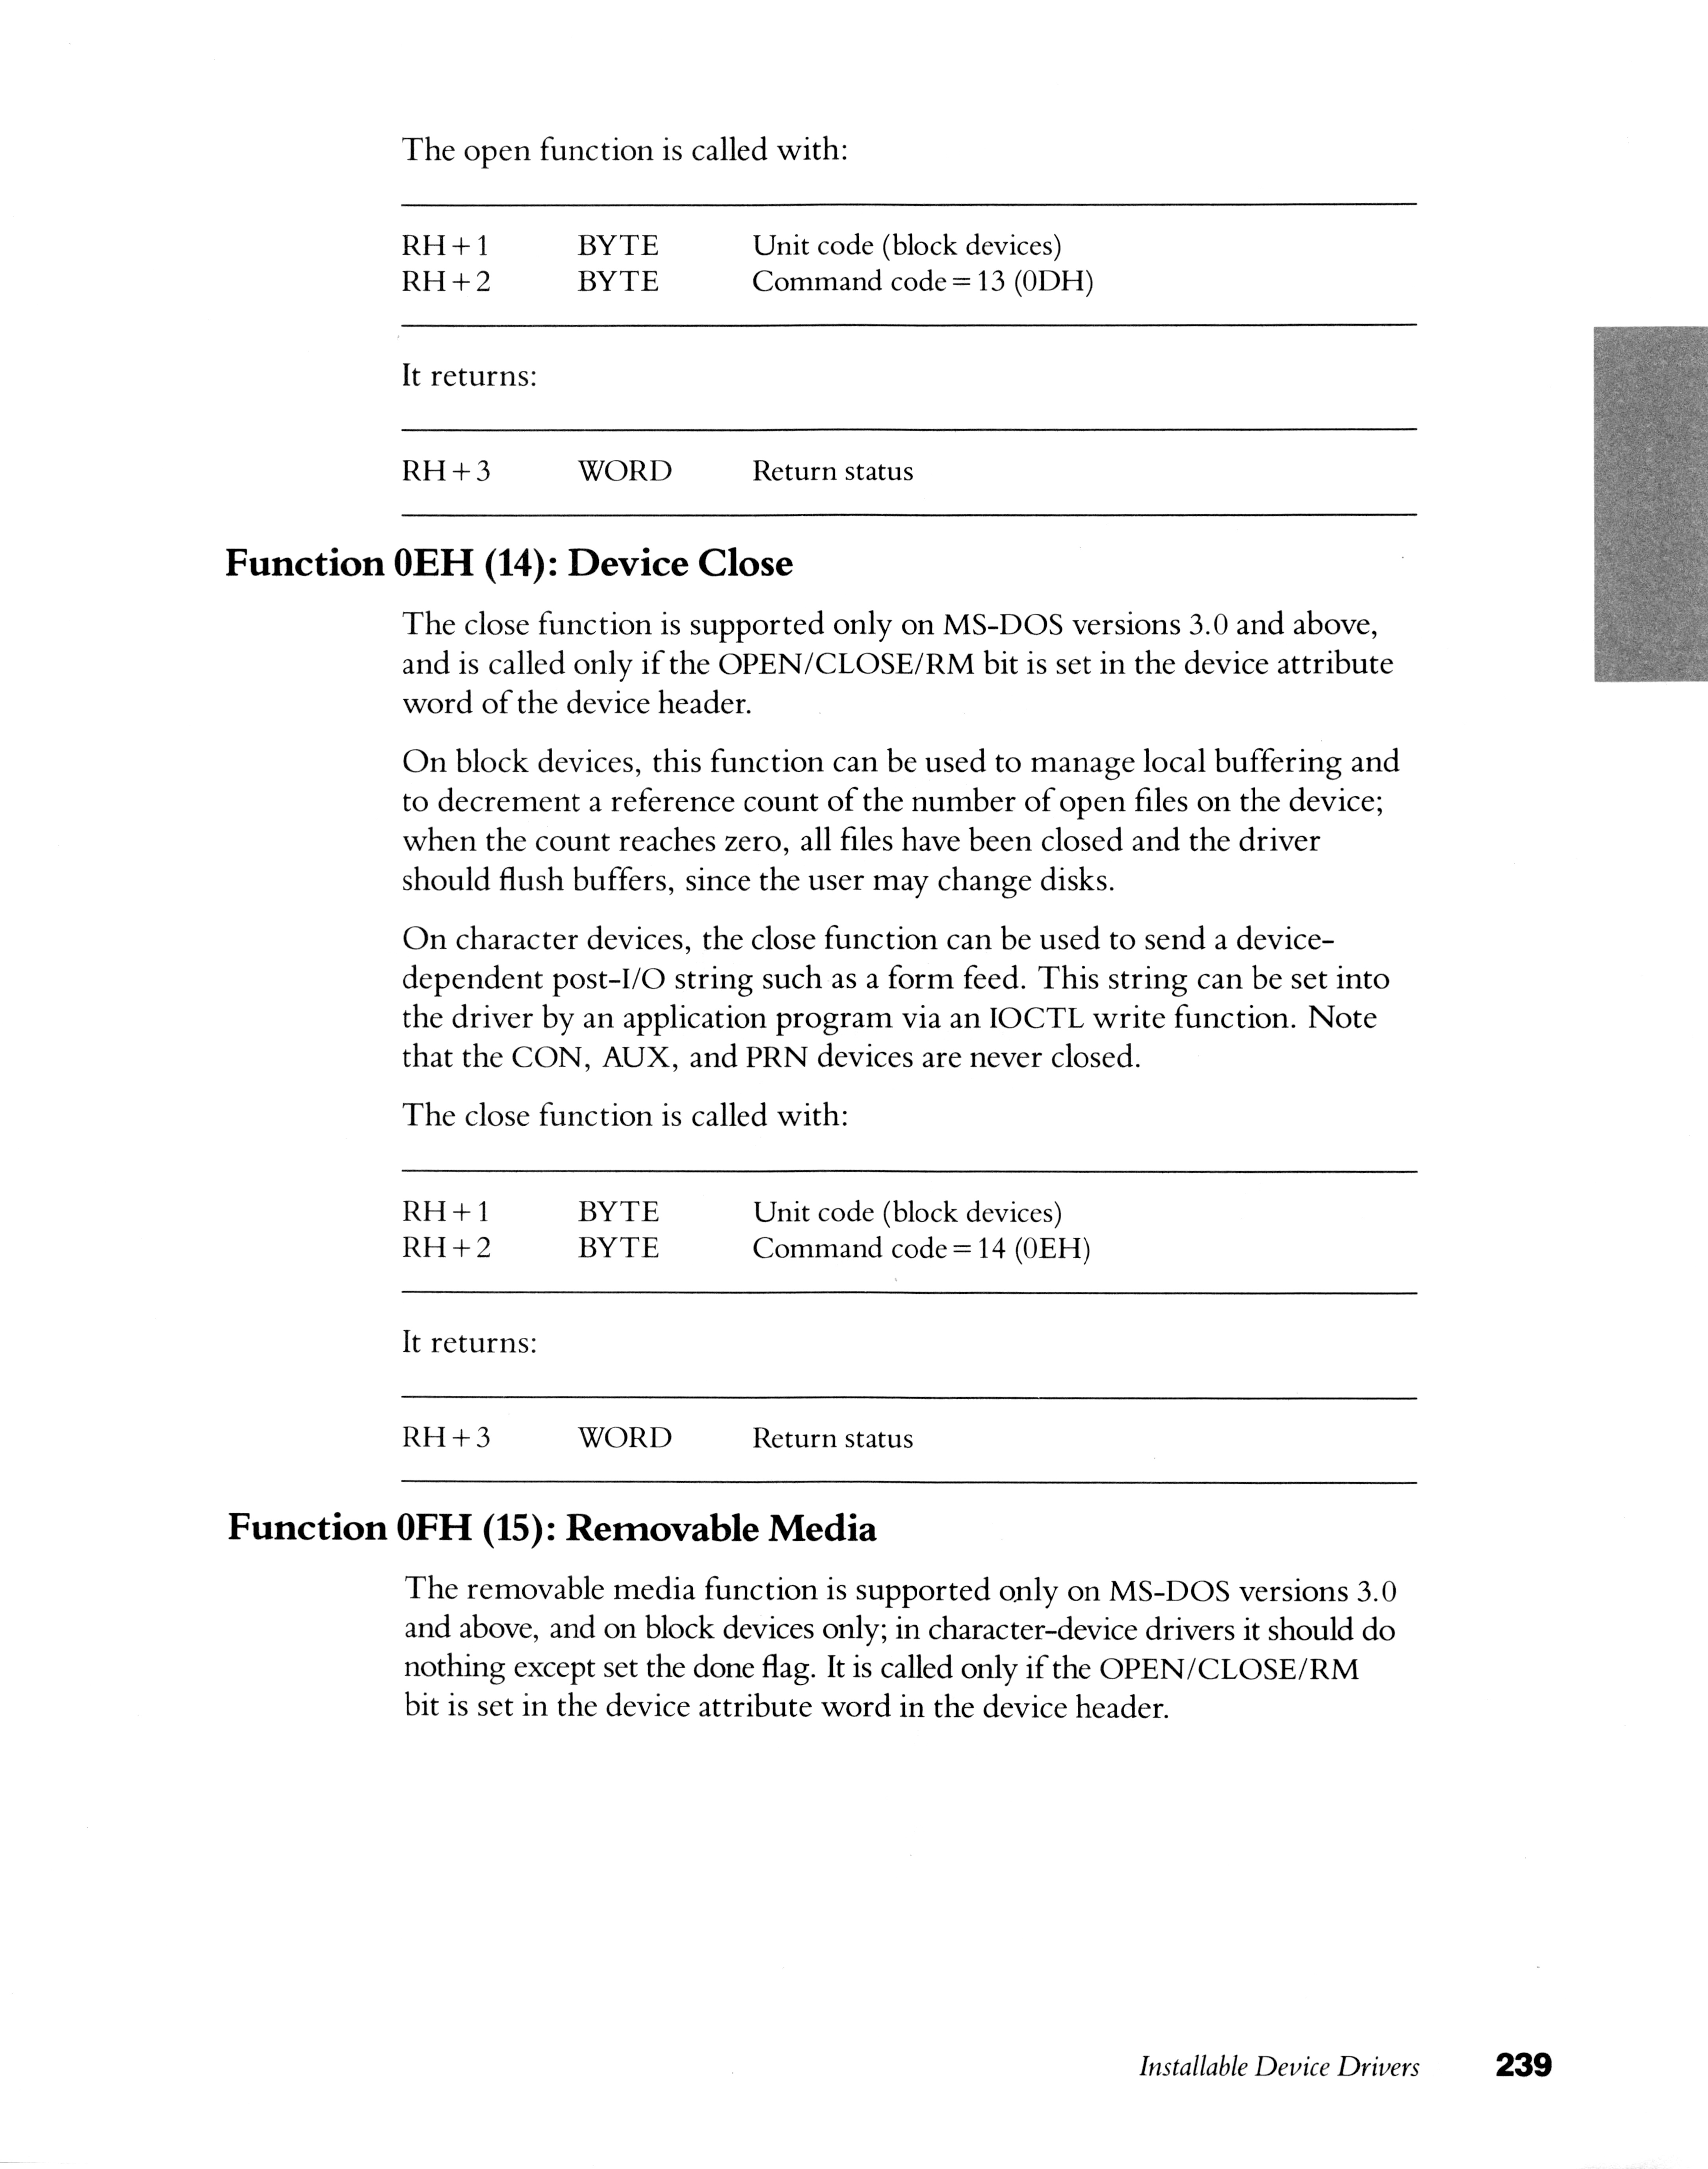 The open function is called with:
RH+1 BYTE Unit code (block devices)
RH+2 BYTE Command code=13 (0DH)
It returns:
RH+3 WORD Return status
Function 0EH (14): Device Close
The close function is supported only on MS-DOS versions 3.0 and above,
and is called only if the OPEN/CLOSE/RM bit is set in the device attribute
word of the device header.
On block devices, this function can be used to manage local buffering and
to decrement a reference count of the number of open files on the device;
when the count reaches zero, all files have been closed and the driver
should flush buffers, since the user may change disks.
On character devices, the close function can be used to send a device-
dependent post-I/O string such as a form feed. This string can be set into
the driver by an application program via an IOCTL write function. Note
that the CON, AUX, and PRN devices are never closed.
The close function is called with:
RH+1 BYTE Unit code (block devices)
RH+2 BYTE Command code=14 (0EH)
It returns:
RH+3 WORD Return status
Function 0FH (15): Removable Media
The removable media function is supported only on MS-DOS versions 3.0
and above, and on block devices only; in character-device drivers it should do
nothing except set the done flag. It is called only if the OPEN/CLOSE/RM
bit is set in the device attribute word in the device header.
Installable Device Drivers 239